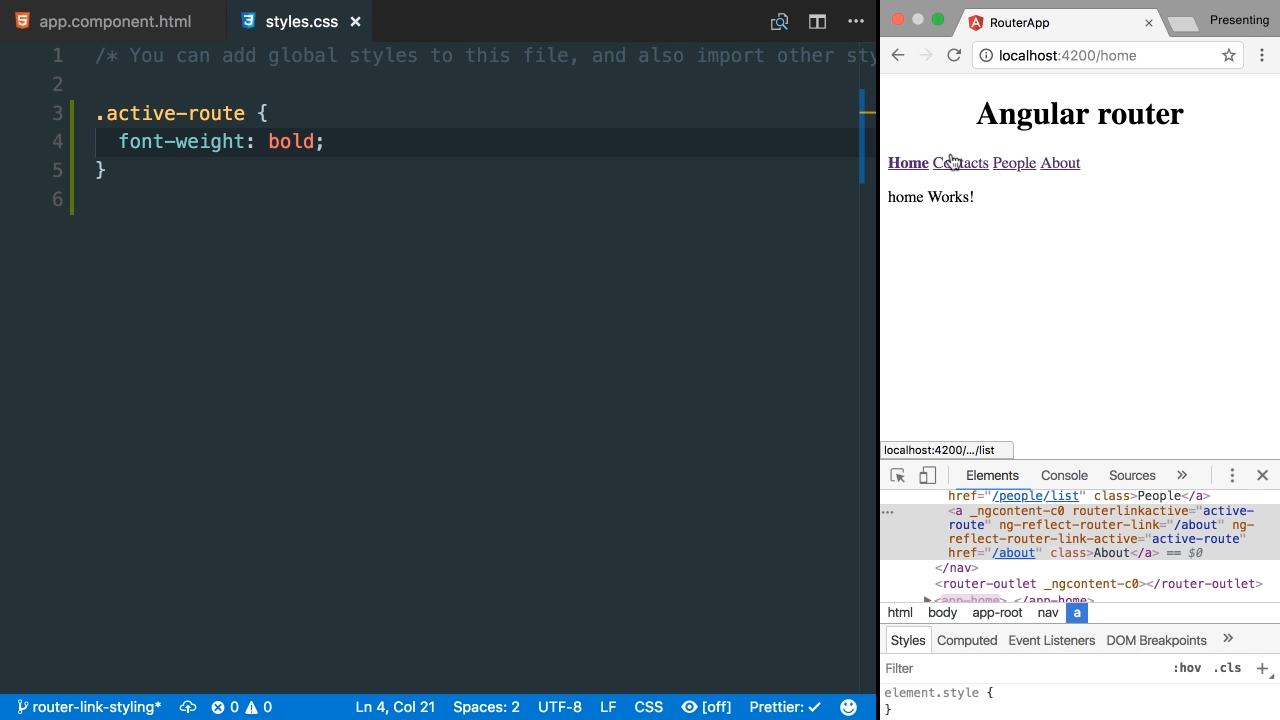 app.component.html
styles.css
1 /* You can add global styles to this file, and also import other sty
2
3 .active-route {
4 font-weight: bold;
5 }
6
router-link-styling* 0 0 Ln 4, Col 21 Spaces: 2 UTF-8 LF CSS [off] Prettier: ✓
RouterApp
Presenting
localhost:4200/home
Angular router
Home Contacts People About
home Works!
localhost:4200/.../list
Elements Console Sources »
href="/people/list" class>People</a>
<a _ngcontent-c0 routerlinkactive="active-
route" ng-reflect-router-link="/about" ng-
reflect-router-link-active="active-route"
href="/about" class>About</a> == $0
</nav>
<router-outlet _ngcontent-c0></router-outlet>
<app-home> </app-home>
html body app-root nav a
Styles Computed Event Listeners DOM Breakpoints »
Filter :hov .cls +
element.style {
}